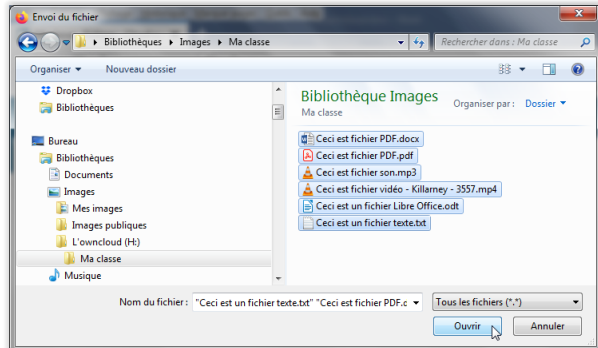 Envoi du fichier
Bibliothèques Images Ma classe
Rechercher dans : Ma classe
Organiser Nouveau dossier
Dropbox
Bibliothèques
Bureau
Bibliothèques
Documents
Images
Mes images
Images publiques
L'owncloud (H:)
Ma classe
Musique
Bibliothèque Images
Ma classe
Organiser par : Dossier
Ceci est fichier PDF.docx
Ceci est fichier PDF.pdf
Ceci est fichier son.mp3
Ceci est fichier vidéo - Killarney - 3557.mp4
Ceci est un fichier Libre Office.odt
Ceci est un fichier texte.txt
Nom du fichier : "Ceci est un fichier texte.txt" "Ceci est fichier PDF.c
Tous les fichiers (*.*)
Ouvrir Annuler